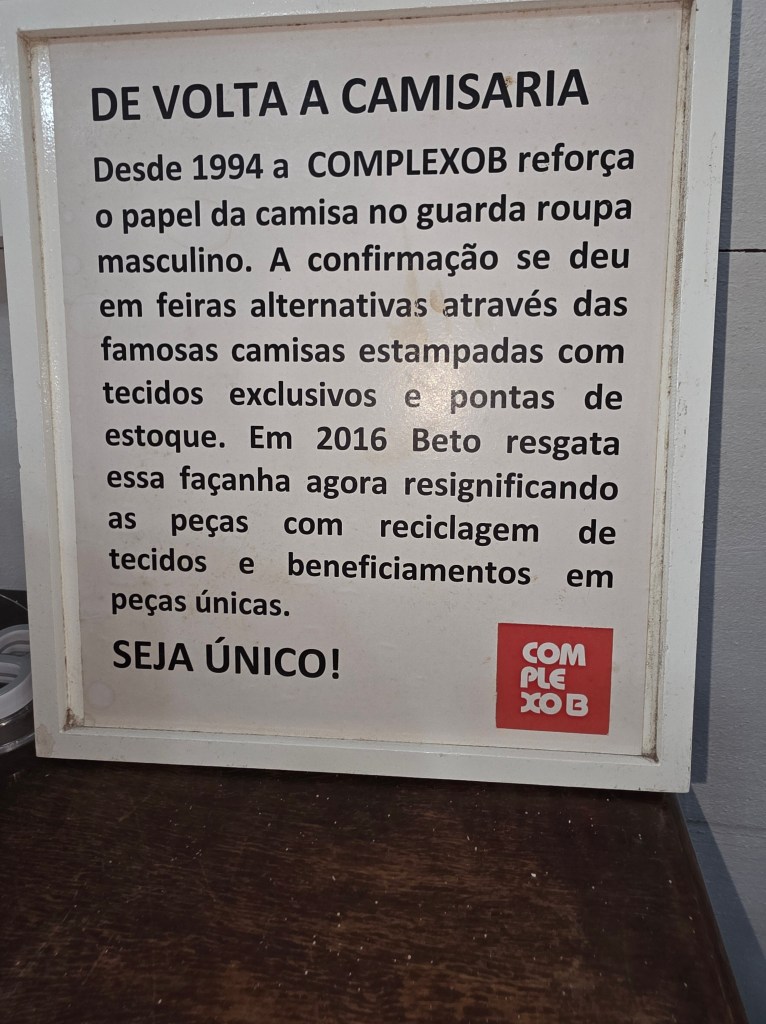 DE VOLTA A CAMISARIA
Desde 1994 a COMPLEXOB reforça
o papel da camisa no guarda roupa
masculino. A confirmação se deu
em feiras alternativas através das
famosas camisas estampadas com
tecidos exclusivos e pontas de
estoque. Em 2016 Beto resgata
essa façanha agora resignificando
as peças com reciclagem de
tecidos e beneficiamentos em
peças únicas.
SEJA ÚNICO!
COM
PLE
XO B